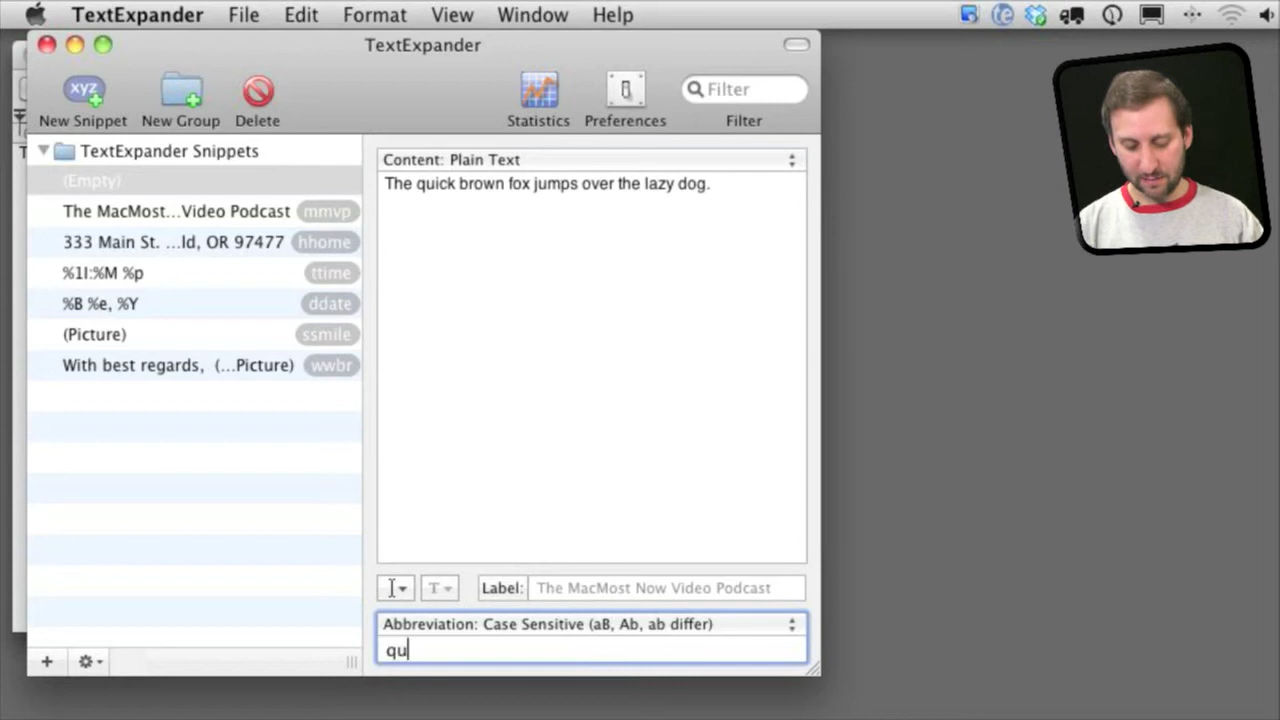 TextExpander File Edit Format View Window Help
TextExpander
xyz
New Snippet New Group Delete Statistics Preferences Filter
Filter
TextExpander Snippets
(Empty)
The MacMost...Video Podcast mmvp
333 Main St. ...ld, OR 97477 hhome
%1I:%M %p ttime
%B %e, %Y ddate
(Picture) ssmile
With best regards, (...Picture) wwbr
Content: Plain Text
The quick brown fox jumps over the lazy dog.
T
Label: The MacMost Now Video Podcast
Abbreviation: Case Sensitive (aB, Ab, ab differ)
qu